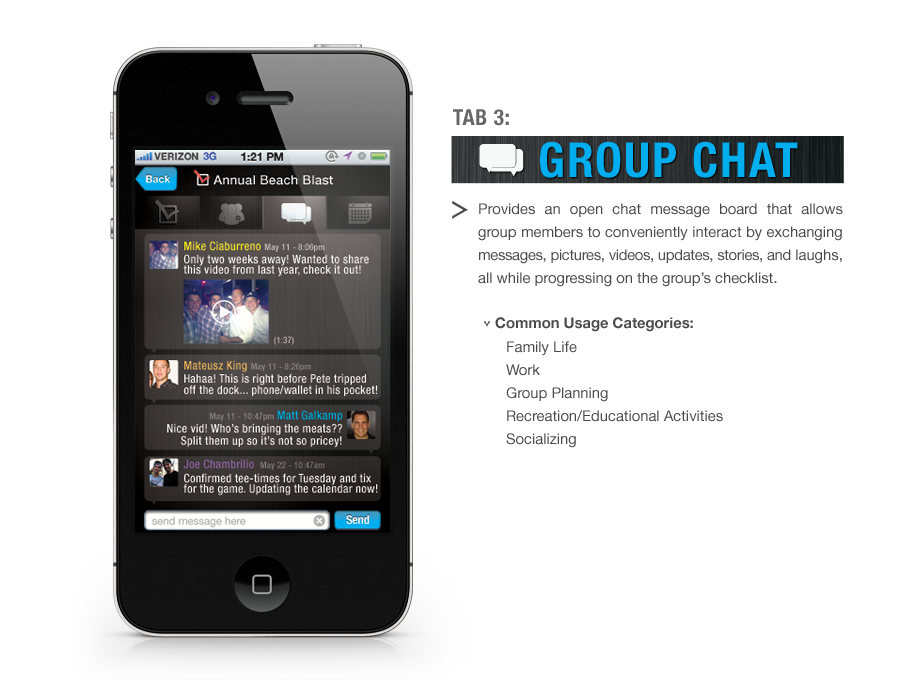 VERIZON 3G 1:21 PM
Back
Annual Beach Blast
Mike Ciaburreno May 11 - 8:06pm
Only two weeks away! Wanted to share
this video from last year, check it out!
(1:37)
Mateusz King May 11 - 8:26pm
Hahaa! This is right before Pete tripped
off the dock... phone/wallet in his pocket!
May 11 - 10:47pm Matt Galkamp
Nice vid! Who's bringing the meats??
Split them up so it's not so pricey!
Joe Chambrilio May 22 - 10:47am
Confirmed tee-times for Tuesday and tix
for the game. Updating the calendar now!
send message here
Send
TAB 3:
GROUP CHAT
Provides an open chat message board that allows
group members to conveniently interact by exchanging
messages, pictures, videos, updates, stories, and laughs,
all while progressing on the group's checklist.
Common Usage Categories:
Family Life
Work
Group Planning
Recreation/Educational Activities
Socializing